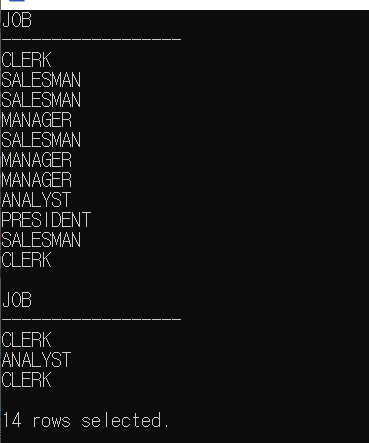 JOB
------------------
CLERK
SALESMAN
SALESMAN
MANAGER
SALESMAN
MANAGER
MANAGER
ANALYST
PRESIDENT
SALESMAN
CLERK
JOB
------------------
CLERK
ANALYST
CLERK
14 rows selected.